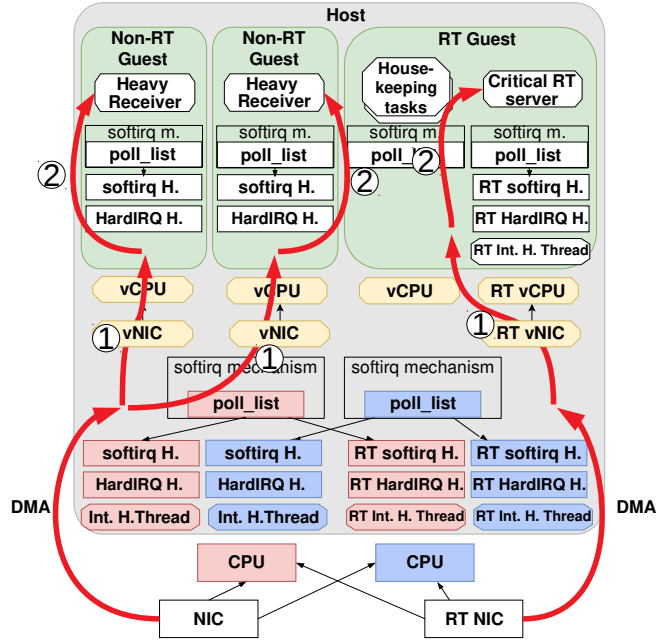 Host
Non-RT
Guest
Non-RT
Guest
RT Guest
Heavy
Receiver
Heavy
Receiver
House-
keeping
tasks
Critical RT
server
softirq m.
poll_list
softirq H.
HardIRQ H.
softirq m.
poll_list
softirq H.
HardIRQ H.
softirq m.
poll_list
softirq m.
poll_list
RT softirq H.
RT HardIRQ H.
RT Int. H. Thread
2
2
2
vCPU
vCPU
vCPU
RT vCPU
1
vNIC
vNIC
1
1
RT vNIC
softirq mechanism
poll_list
softirq mechanism
poll_list
softirq H.
HardIRQ H.
Int. H.Thread
softirq H.
HardIRQ H.
Int. H.Thread
RT softirq H.
RT HardIRQ H.
RT Int. H. Thread
RT softirq H.
RT HardIRQ H.
RT Int. H. Thread
DMA
DMA
CPU
CPU
NIC
RT NIC